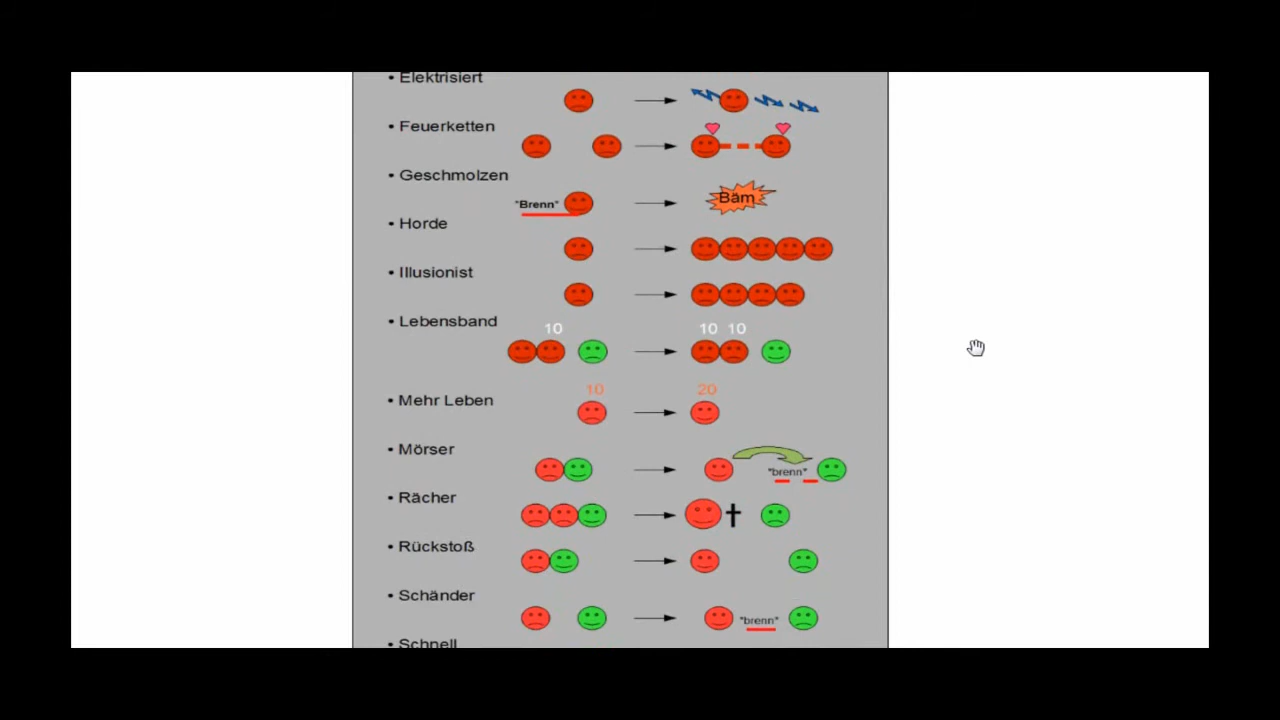 • Elektrisiert
• Feuerketten
• Geschmolzen
"Brenn"
Bäm
• Horde
• Illusionist
• Lebensband
10
10 10
• Mehr Leben
10
20
• Mörser
"brenn"
• Rächer
• Rückstoß
• Schänder
"brenn"
• Schnell